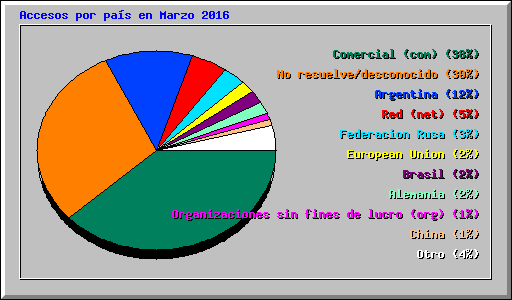 Accesos por país en Marzo 2016
Comercial (com) (38%)
No resuelve/desconocido (30%)
Argentina (12%)
Red (net) (5%)
Federacion Rusa (3%)
European Union (2%)
Brasil (2%)
Alemania (2%)
Organizaciones sin fines de lucro (org) (1%)
China (1%)
Otro (4%)